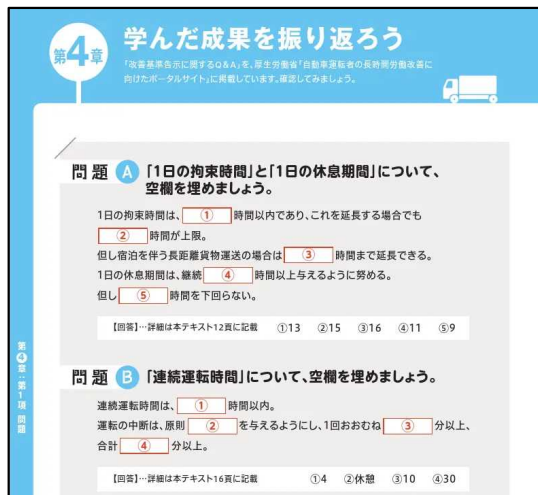 第4章
学んだ成果を振り返ろう
「改善基準告示に関するQ&A」を、厚生労働省「自動車運転者の長時間労働改善に
向けたポータルサイト」に掲載しています。確認してみましょう。
問題 A 「1日の拘束時間」と「1日の休息期間」について、
空欄を埋めましょう。
1日の拘束時間は、 ① 時間以内であり、これを延長する場合でも
② 時間が上限。
但し宿泊を伴う長距離貨物運送の場合は ③ 時間まで延長できる。
1日の休息期間は、継続 ④ 時間以上与えるように努める。
但し ⑤ 時間を下回らない。
【回答】…詳細は本テキスト12頁に記載 ①13 ②15 ③16 ④11 ⑤9
問題 B 「連続運転時間」について、空欄を埋めましょう。
連続運転時間は、 ① 時間以内。
運転の中断は、原則 ② を与えるようにし、1回おおむね ③ 分以上、
合計 ④ 分以上。
【回答】…詳細は本テキスト16頁に記載 ①4 ②休憩 ③10 ④30
第4章:第1項 問題